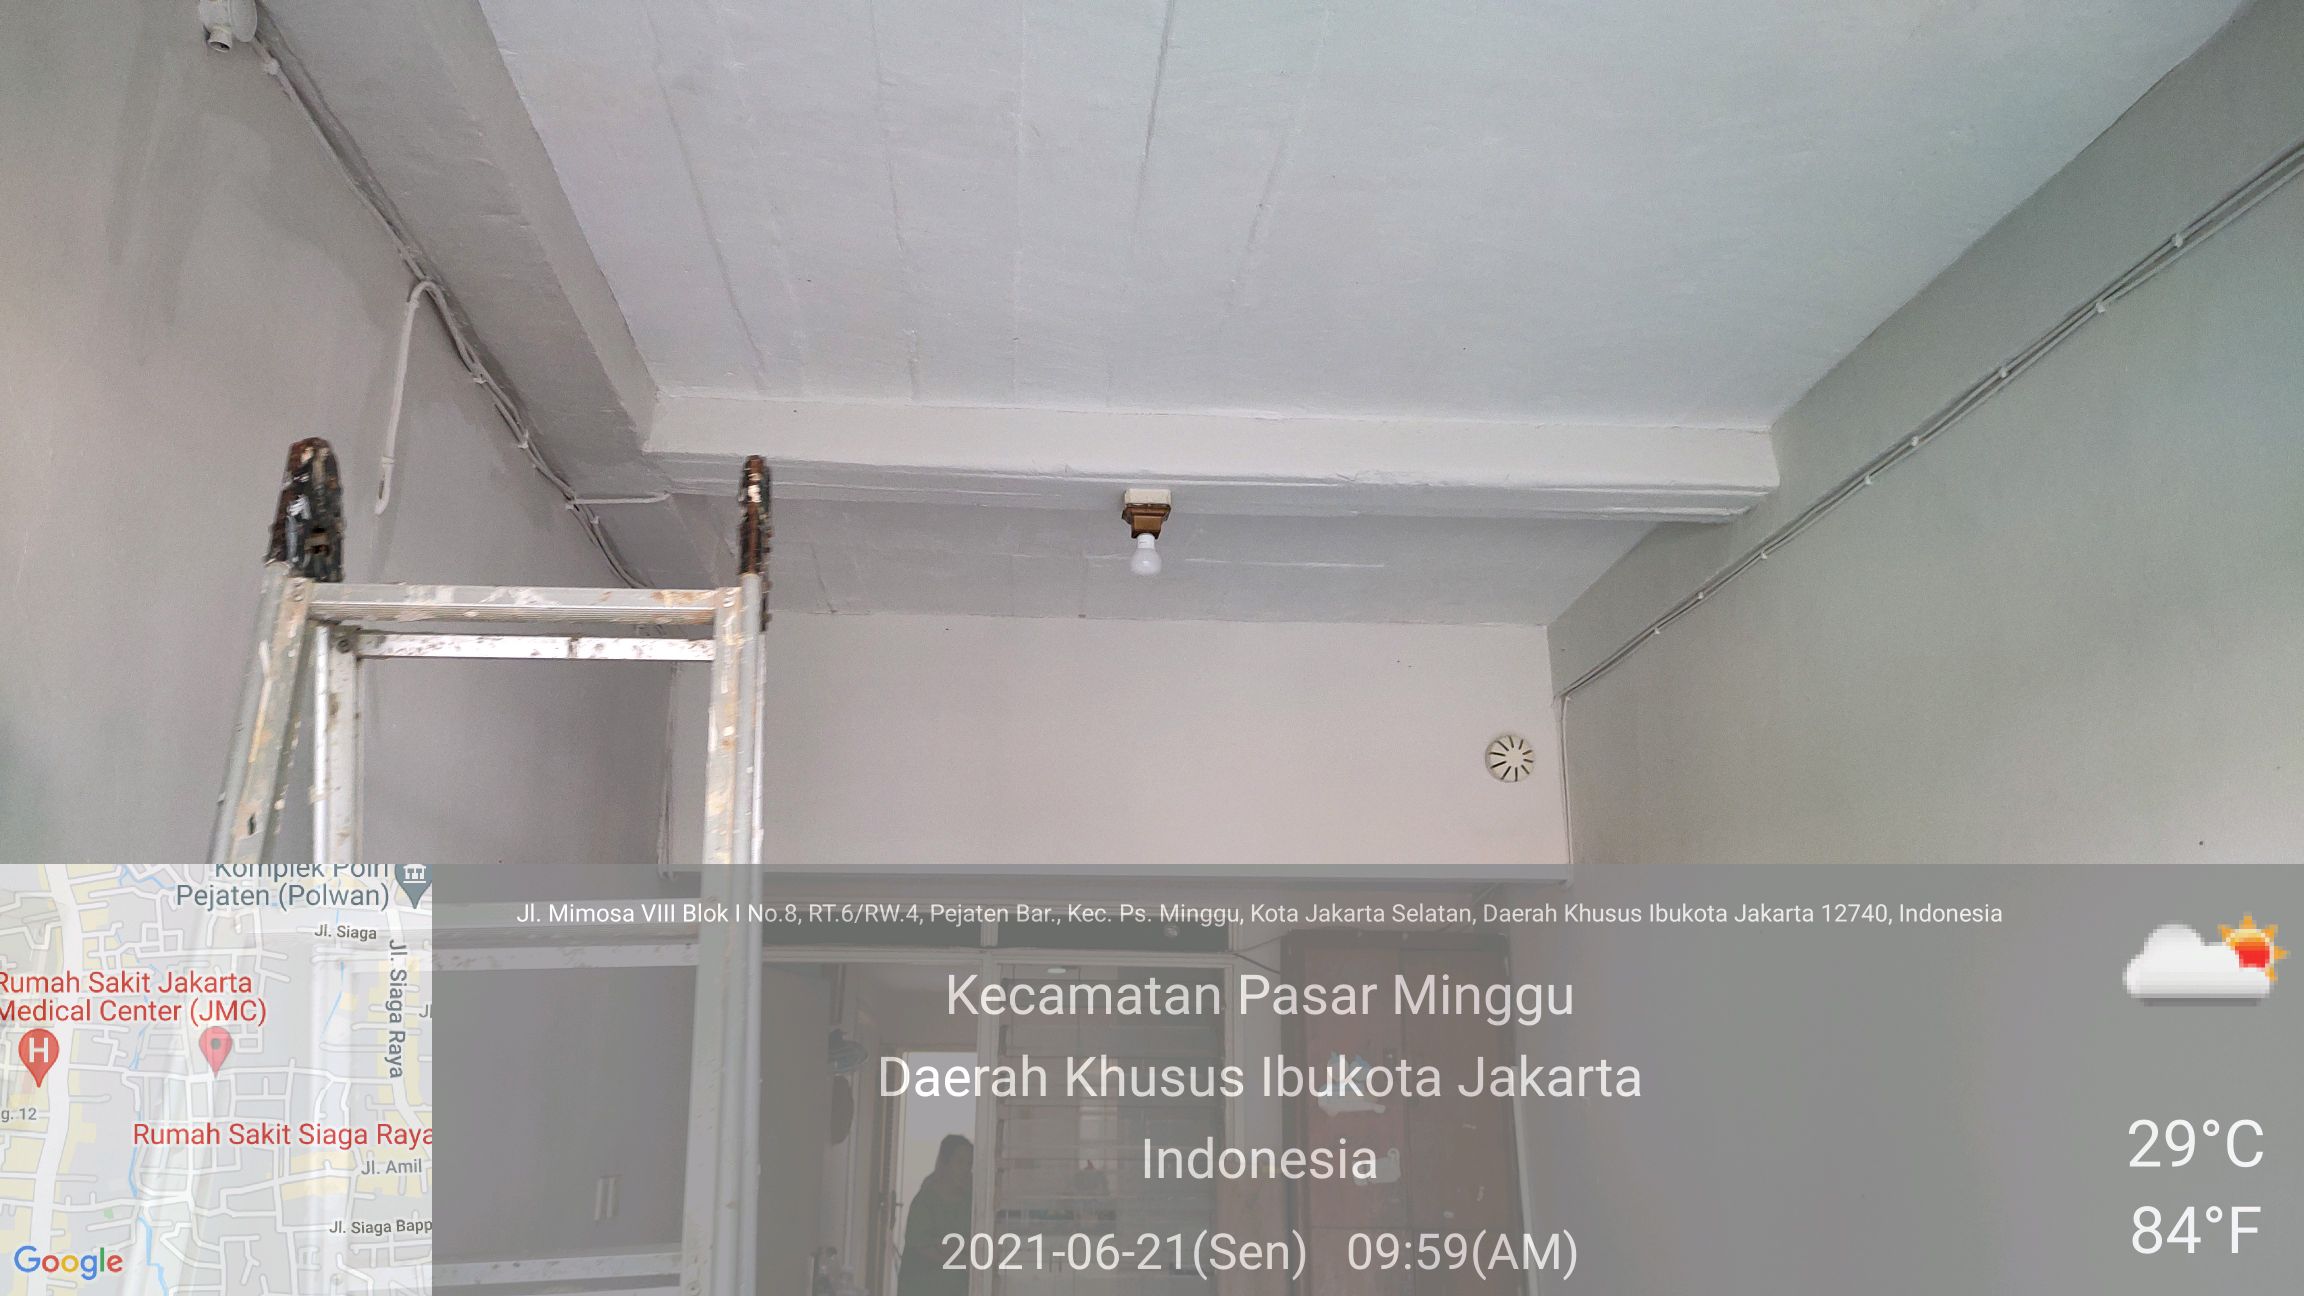 Komplek Polri
Pejaten (Polwan)
Jl. Siaga
Jl. Siaga Raya
Rumah Sakit Jakarta
Medical Center (JMC)
H
g. 12
Rumah Sakit Siaga Raya
Jl. Amil
Jl. Siaga Bapp
Google
Jl. Mimosa VIII Blok I No.8, RT.6/RW.4, Pejaten Bar., Kec. Ps. Minggu, Kota Jakarta Selatan, Daerah Khusus Ibukota Jakarta 12740, Indonesia
Kecamatan Pasar Minggu
Daerah Khusus Ibukota Jakarta
Indonesia
2021-06-21(Sen) 09:59(AM)
29°C
84°F